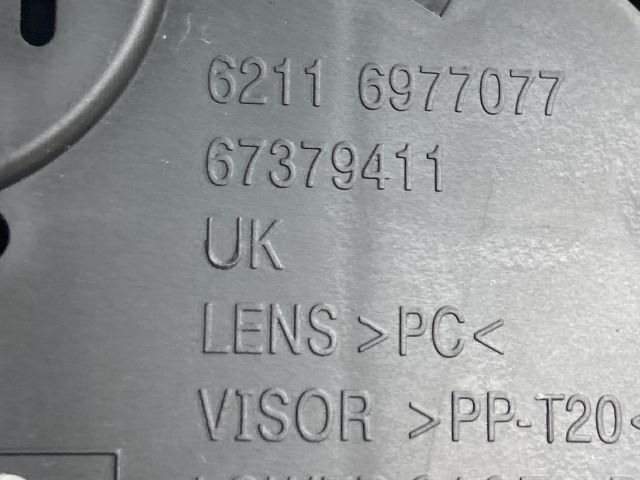 6211 6977077
67379411
UK
LENS >PC<
VISOR >PP-T20<